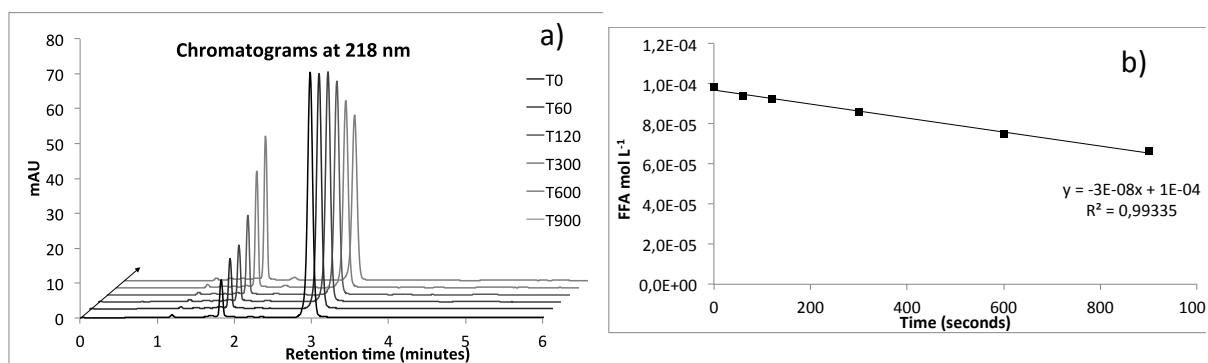 a)
Chromatograms at 218 nm
80
70
60
50
40
30
20
10
0
mAU
0 1 2 3 4 5 6
Retention time (minutes)
T0
T60
T120
T300
T600
T900
b)
1,2E-04
1,0E-04
8,0E-05
6,0E-05
4,0E-05
2,0E-05
0,0E+00
FFA mol L⁻¹
y = -3E-08x + 1E-04
R² = 0,99335
0 200 400 600 800 100
Time (seconds)